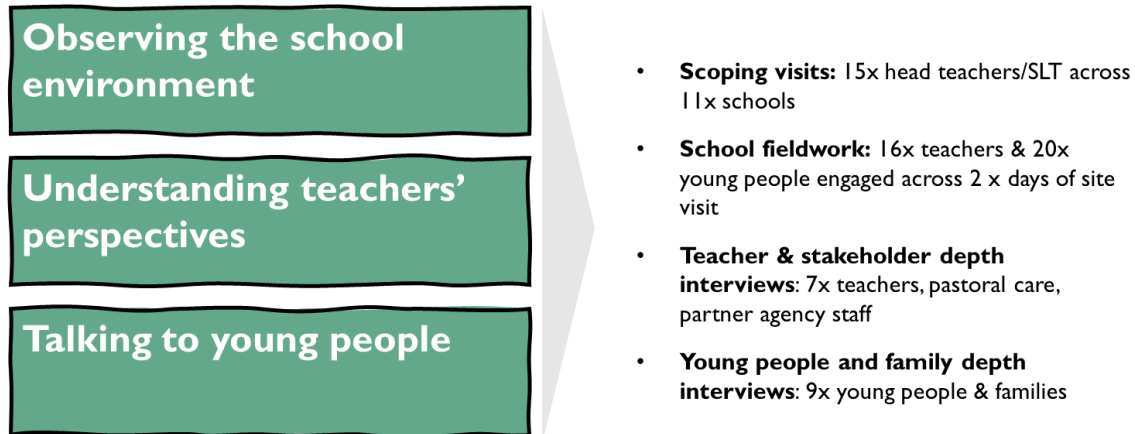 Observing the school
environment
Understanding teachers’
perspectives
Talking to young people
• Scoping visits: 15x head teachers/SLT across
11x schools
• School fieldwork: 16x teachers & 20x
young people engaged across 2 x days of site
visit
• Teacher & stakeholder depth
interviews: 7x teachers, pastoral care,
partner agency staff
• Young people and family depth
interviews: 9x young people & families